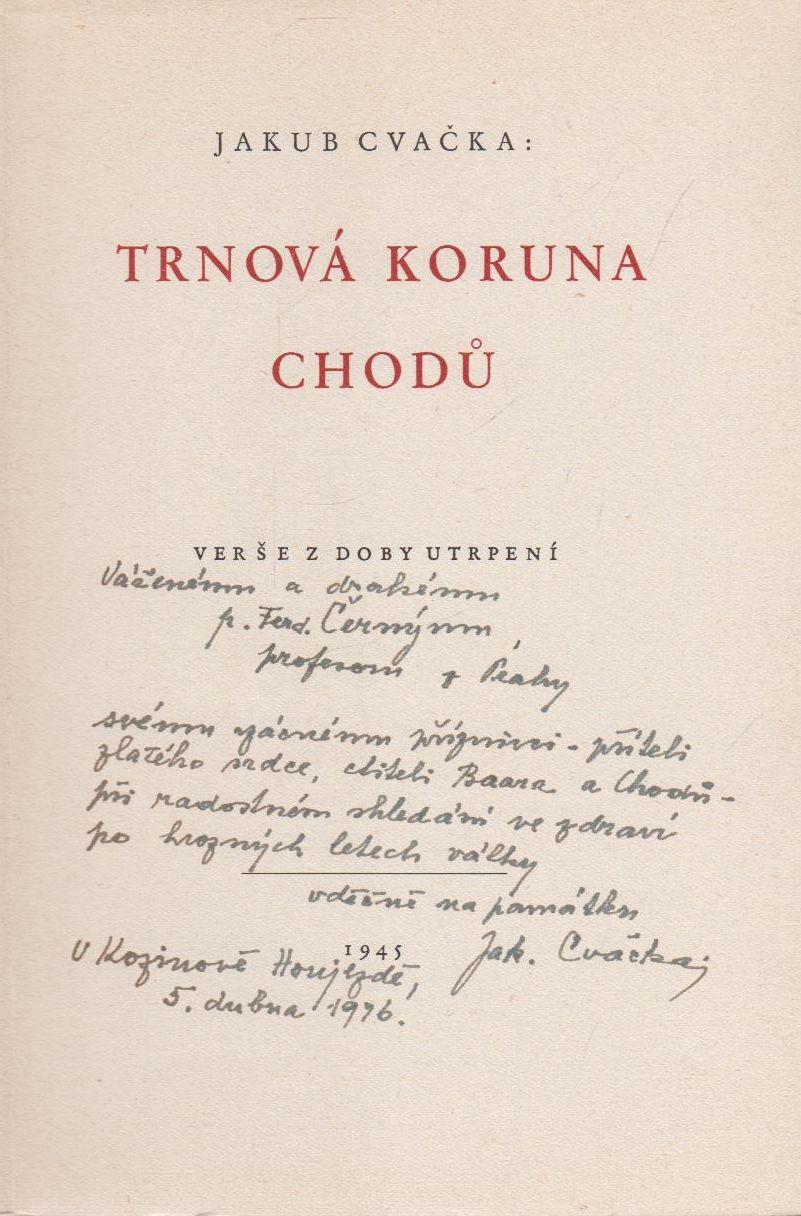 JAKUB CVAČKA:
TRNOVÁ KORUNA
CHODŮ
VERŠE Z DOBY UTRPENÍ
Váženému a drahému
p. Ferd. Černýmu,
profesoru z Prahy
svému vzácnému příznivci - příteli
zlatého srdce, ctiteli Baara a Chodů -
při radostném shledání ve zdraví
po hrozných letech války
vděčně na památku
1945
Jak. Cvačka;
U Kozinově Houjezdě,
5. dubna 1946.